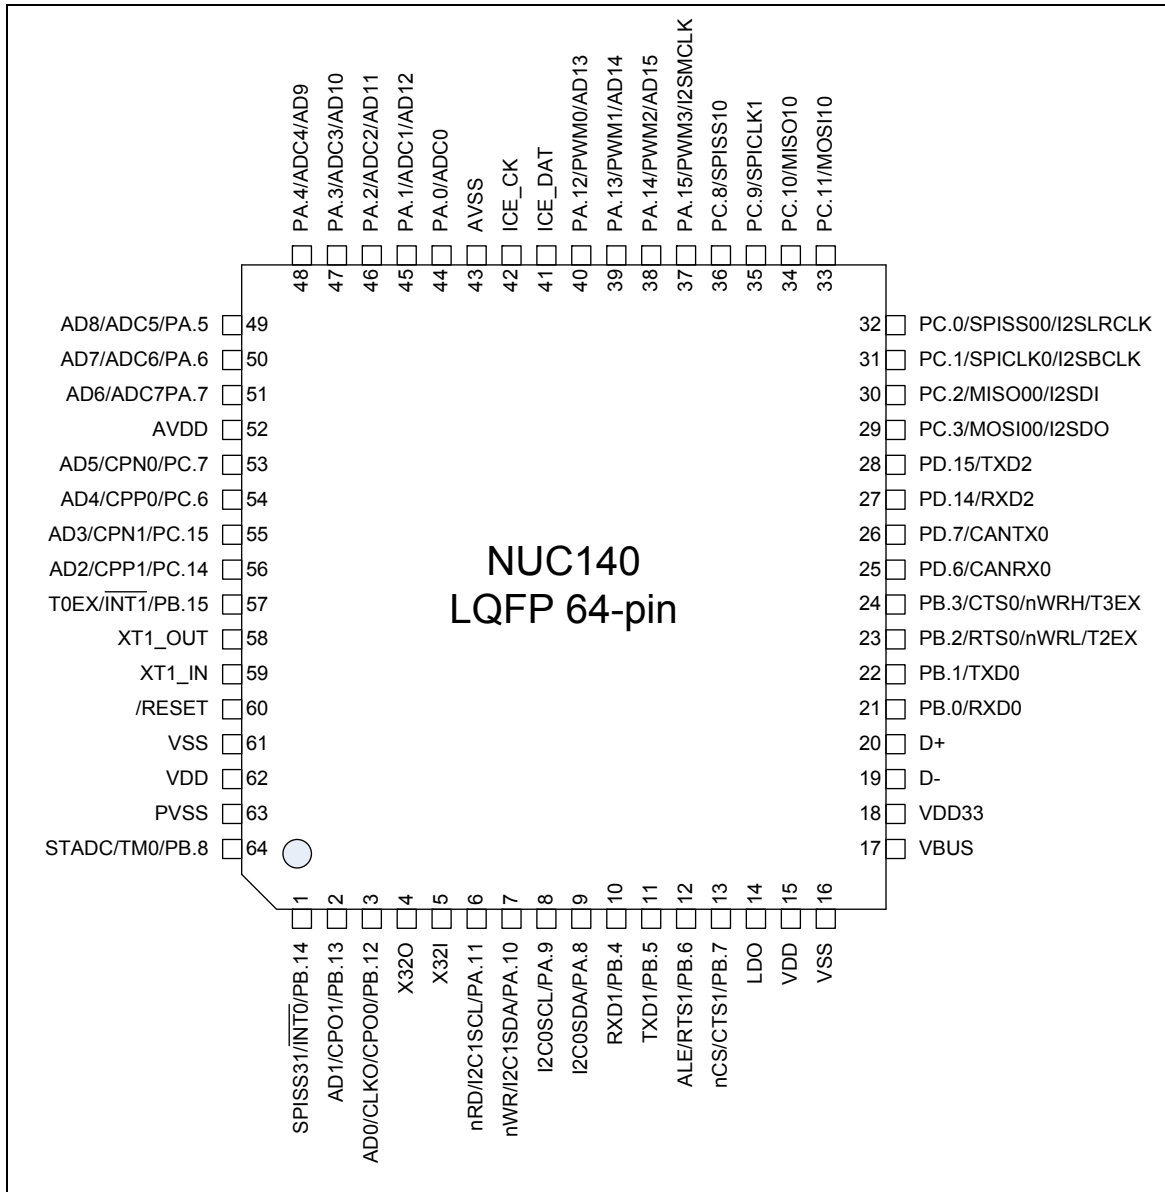 PA.4/ADC4/AD9
PA.3/ADC3/AD10
PA.2/ADC2/AD11
PA.1/ADC1/AD12
PA.0/ADC0
AVSS
ICE_CK
ICE_DAT
PA.12/PWM0/AD13
PA.13/PWM1/AD14
PA.14/PWM2/AD15
PA.15/PWM3/I2SMCLK
PC.8/SPISS10
PC.9/SPICLK1
PC.10/MISO10
PC.11/MOSI10
48
47
46
45
44
43
42
41
40
39
38
37
36
35
34
33
AD8/ADC5/PA.5 49
AD7/ADC6/PA.6 50
AD6/ADC7PA.7 51
AVDD 52
AD5/CPN0/PC.7 53
AD4/CPP0/PC.6 54
AD3/CPN1/PC.15 55
AD2/CPP1/PC.14 56
T0EX/INT1/PB.15 57
XT1_OUT 58
XT1_IN 59
/RESET 60
VSS 61
VDD 62
PVSS 63
STADC/TM0/PB.8 64
NUC140
LQFP 64-pin
32 PC.0/SPISS00/I2SLRCLK
31 PC.1/SPICLK0/I2SBCLK
30 PC.2/MISO00/I2SDI
29 PC.3/MOSI00/I2SDO
28 PD.15/TXD2
27 PD.14/RXD2
26 PD.7/CANTX0
25 PD.6/CANRX0
24 PB.3/CTS0/nWRH/T3EX
23 PB.2/RTS0/nWRL/T2EX
22 PB.1/TXD0
21 PB.0/RXD0
20 D+
19 D-
18 VDD33
17 VBUS
1
2
3
4
5
6
7
8
9
10
11
12
13
14
15
16
SPISS31/INT0/PB.14
AD1/CPO1/PB.13
AD0/CLKO/CPO0/PB.12
X32O
X32I
nRD/I2C1SCL/PA.11
nWR/I2C1SDA/PA.10
I2C0SCL/PA.9
I2C0SDA/PA.8
RXD1/PB.4
TXD1/PB.5
ALE/RTS1/PB.6
nCS/CTS1/PB.7
LDO
VDD
VSS